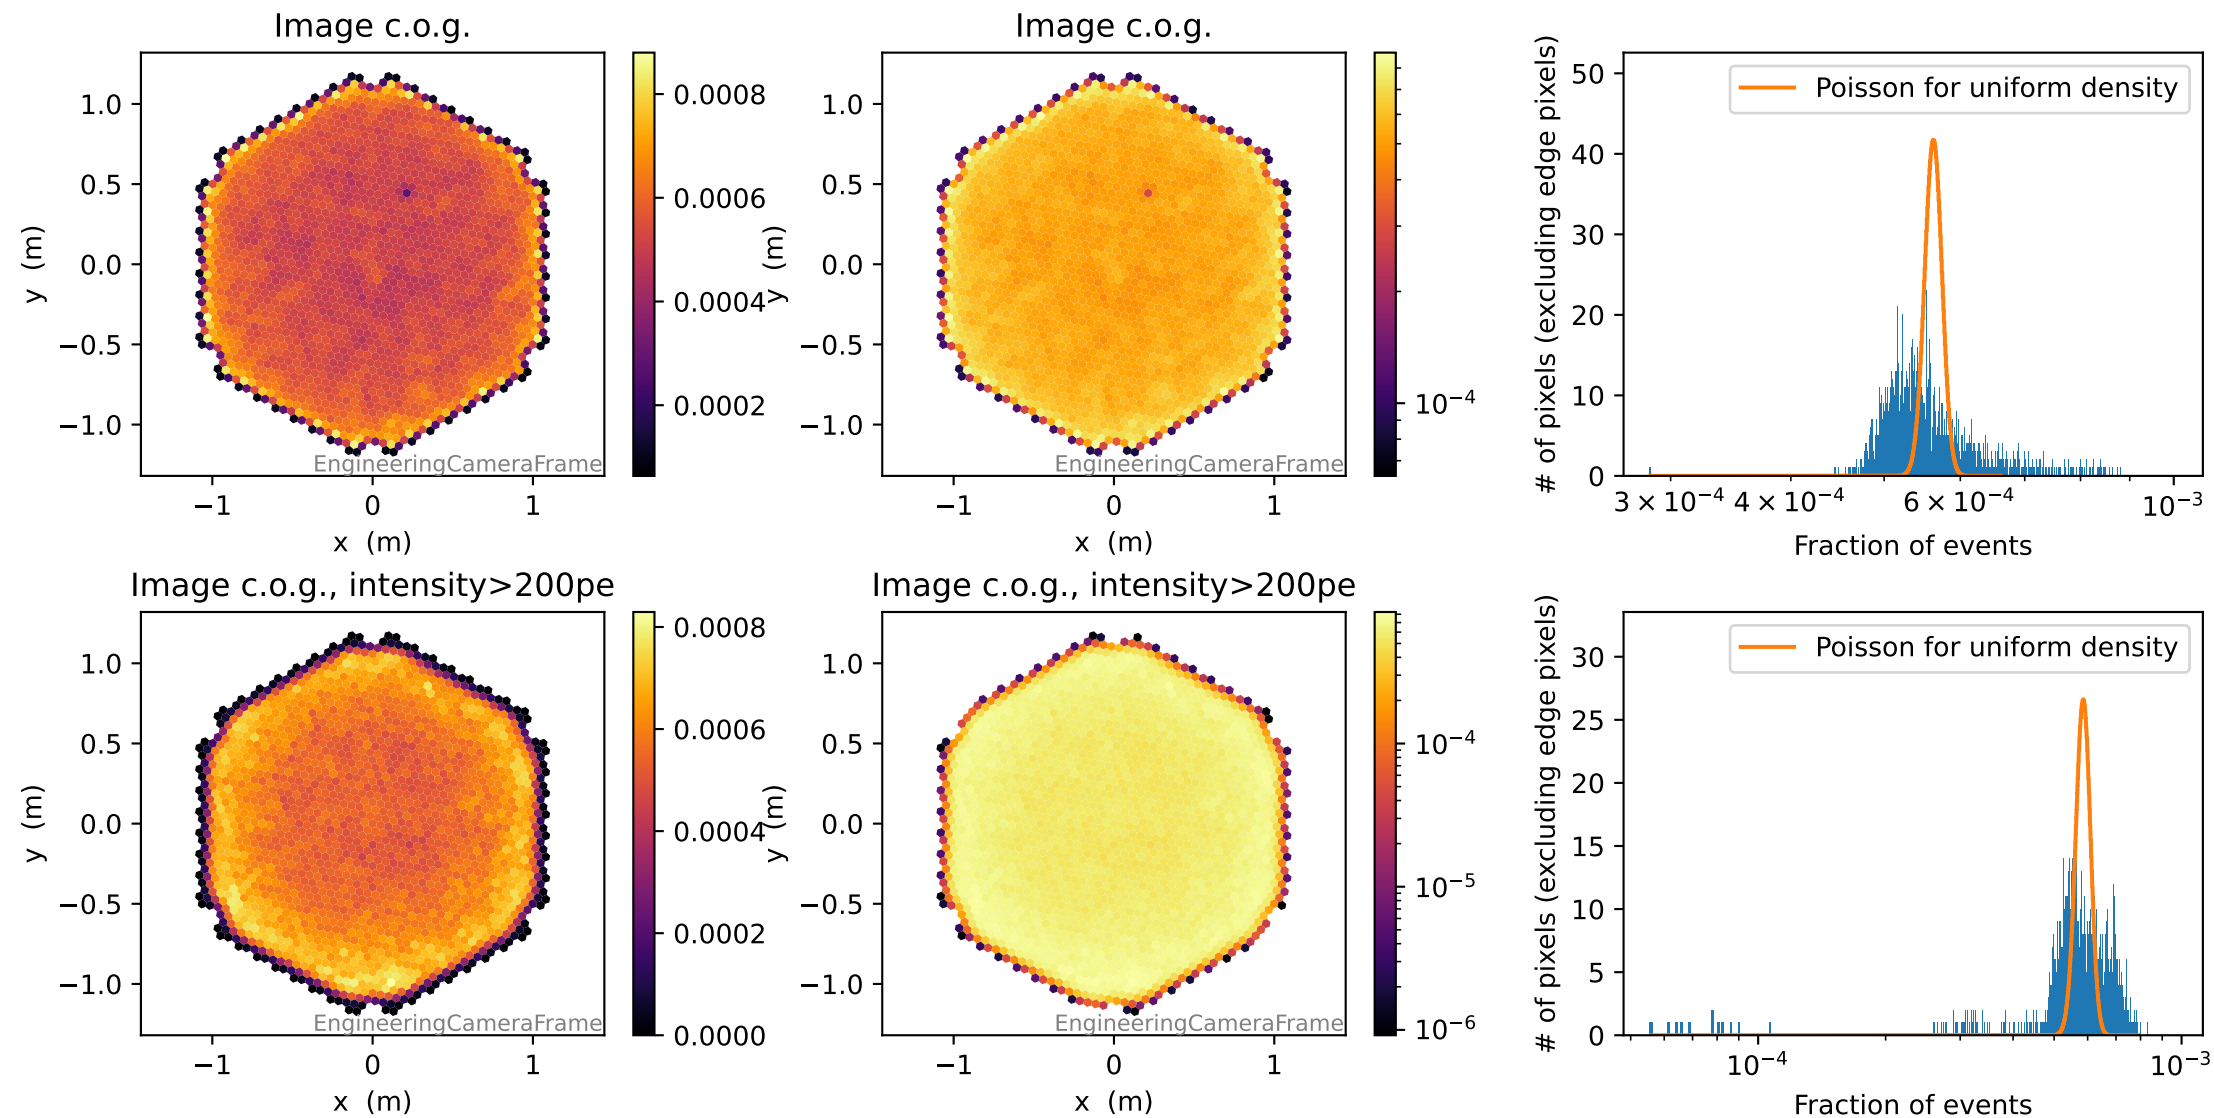 Image c.o.g.
1.0
0.5
0.0
−0.5
−1.0
y (m)
−1
0
1
x (m)
EngineeringCameraFrame
0.0008
0.0006
0.0004
0.0002
Image c.o.g.
1.0
0.5
0.0
−0.5
−1.0
y (m)
−1
0
1
x (m)
EngineeringCameraFrame
10⁻⁴
50
40
30
20
10
0
# of pixels (excluding edge pixels)
Poisson for uniform density
3 × 10⁻⁴
4 × 10⁻⁴
6 × 10⁻⁴
10⁻³
Fraction of events
Image c.o.g., intensity>200pe
1.0
0.5
0.0
−0.5
−1.0
y (m)
−1
0
1
x (m)
EngineeringCameraFrame
0.0008
0.0006
0.0004
0.0002
0.0000
Image c.o.g., intensity>200pe
1.0
0.5
0.0
−0.5
−1.0
y (m)
−1
0
1
x (m)
EngineeringCameraFrame
10⁻⁴
10⁻⁵
10⁻⁶
30
25
20
15
10
5
0
# of pixels (excluding edge pixels)
Poisson for uniform density
10⁻⁴
10⁻³
Fraction of events